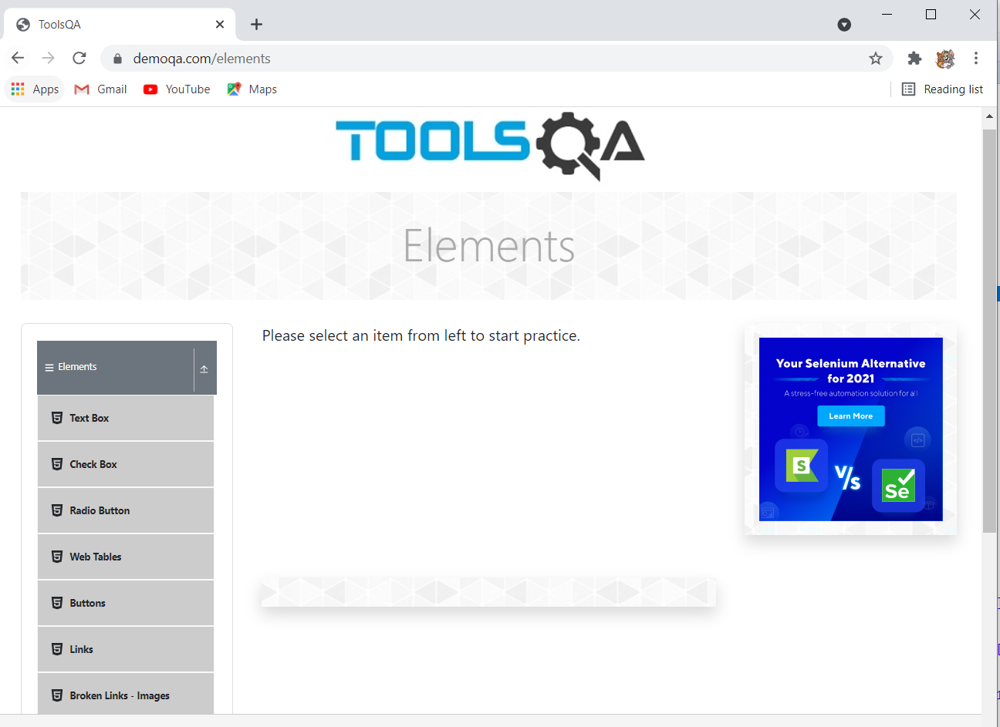 ToolsQA
demoqa.com/elements
Apps
Gmail
YouTube
Maps
Reading list
TOOLSQA
Elements
Please select an item from left to start practice.
Elements
Text Box
Check Box
Radio Button
Web Tables
Buttons
Links
Broken Links - Images
Your Selenium Alternative
for 2021
A stress-free automation solution for all
Learn More
S
V/s
Se